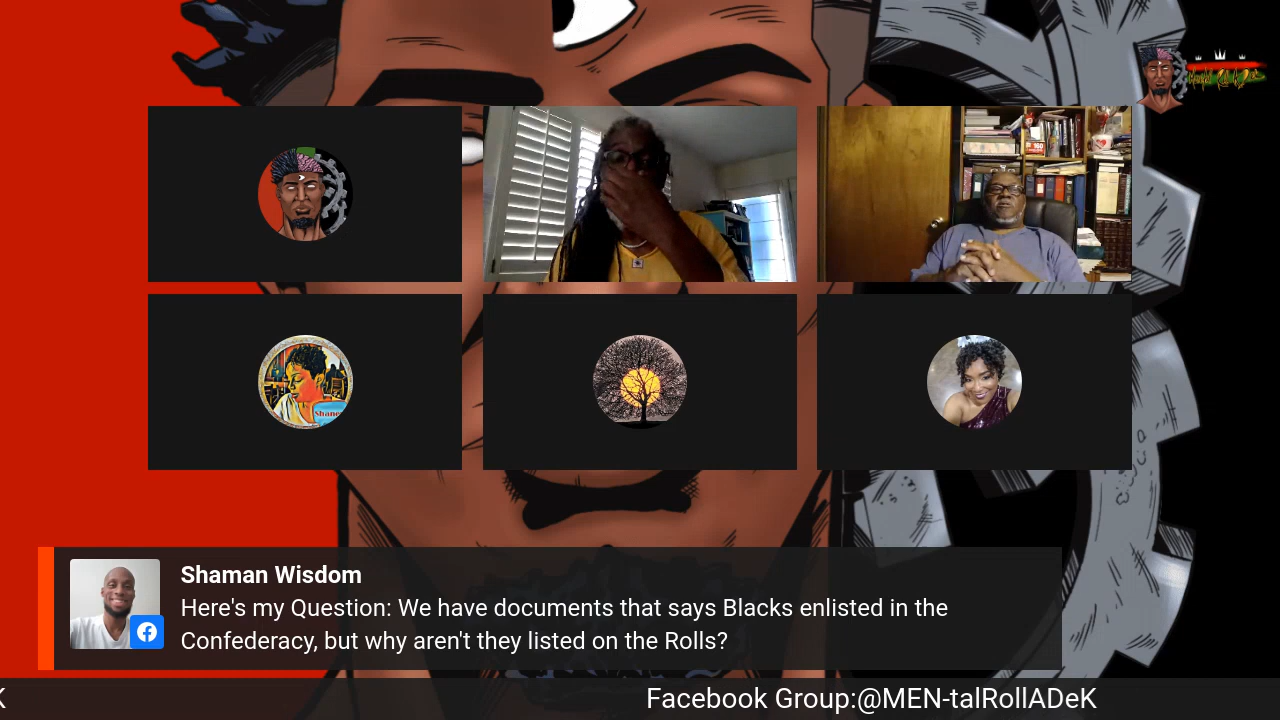 Shane
Shaman Wisdom
Here's my Question: We have documents that says Blacks enlisted in the
Confederacy, but why aren't they listed on the Rolls?
K
Facebook Group:@MEN-talRollADeK